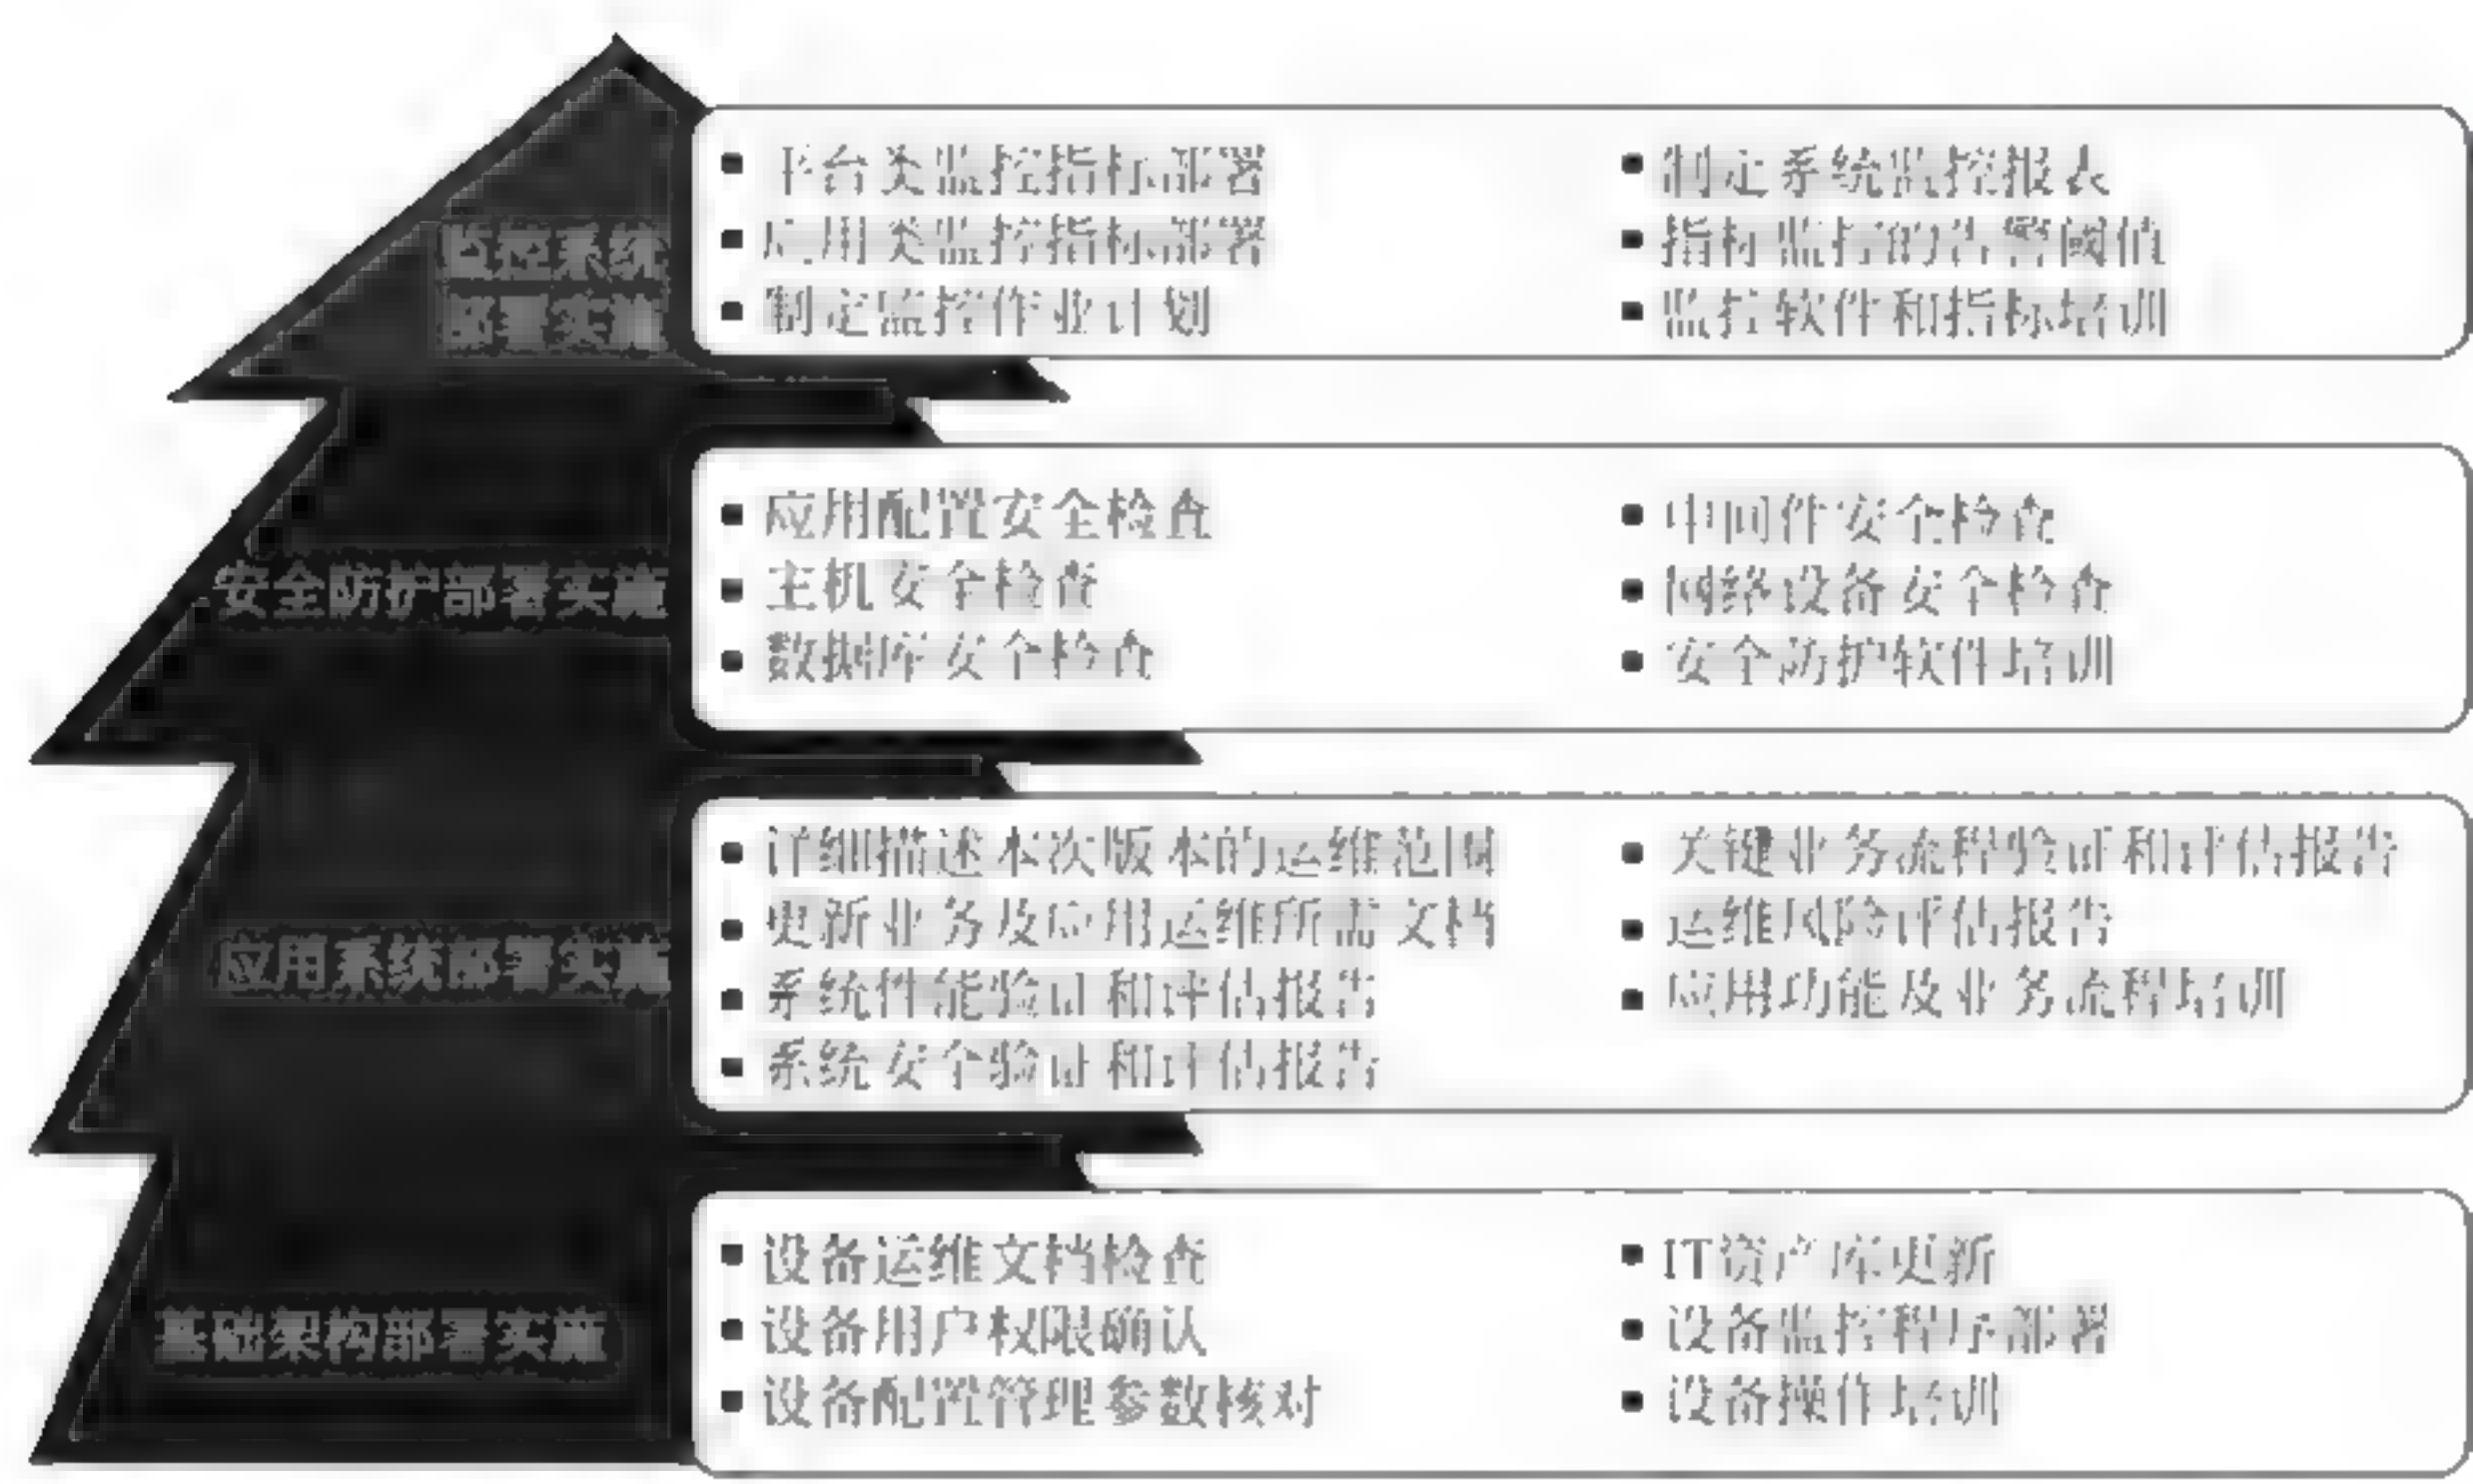 监控系统
部署实施
平台类监控指标部署
应用类监控指标部署
制定监控作业计划
制定系统监控报表
指标监控的告警阈值
监控软件和指标培训
安全防护部署实施
应用配置安全检查
主机安全检查
数据库安全检查
中间件安全检查
网络设备安全检查
安全防护软件培训
应用系统部署实施
详细描述本次版本的运维范围
更新业务及应用运维所需文档
系统性能验证和评估报告
系统安全验证和评估报告
关键业务流程验证和评估报告
运维风险评估报告
应用功能及业务流程培训
基础架构部署实施
设备运维文档检查
设备用户权限确认
设备配置管理参数核对
IT资产库更新
设备监控程序部署
设备操作培训